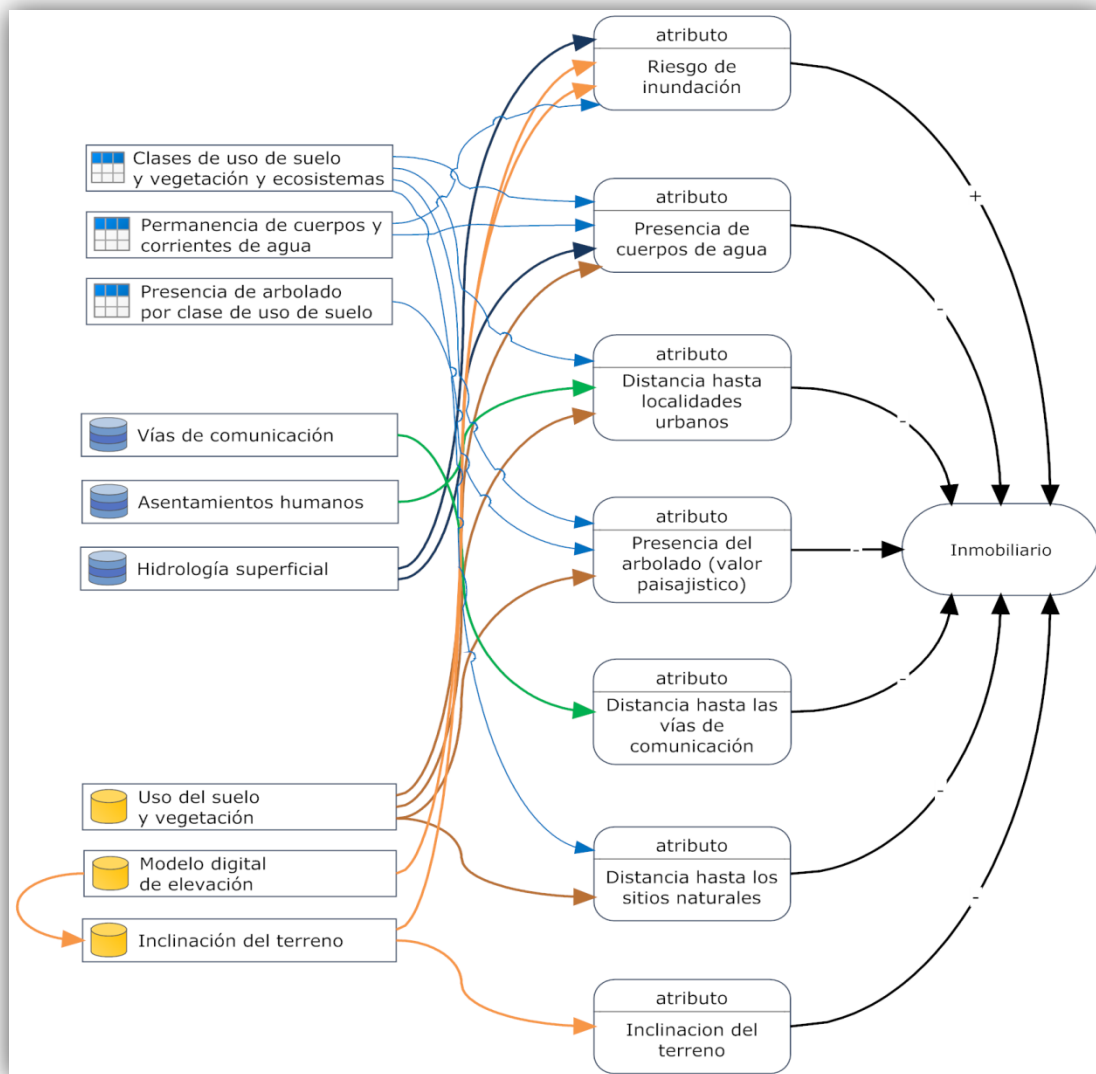 atributo
Riesgo de
inundación
Clases de uso de suelo
y vegetación y ecosistemas
Permanencia de cuerpos y
corrientes de agua
Presencia de arbolado
por clase de uso de suelo
atributo
Presencia de
cuerpos de agua
+
-
atributo
Distancia hasta
localidades
urbanos
-
Vías de comunicación
Asentamientos humanos
Hidrología superficial
atributo
Presencia del
arbolado (valor
paisajistico)
-
Inmobiliario
atributo
Distancia hasta las
vías de
comunicación
-
Uso del suelo
y vegetación
Modelo digital
de elevación
Inclinación del terreno
atributo
Distancia hasta los
sitios naturales
-
-
atributo
Inclinacion del
terreno